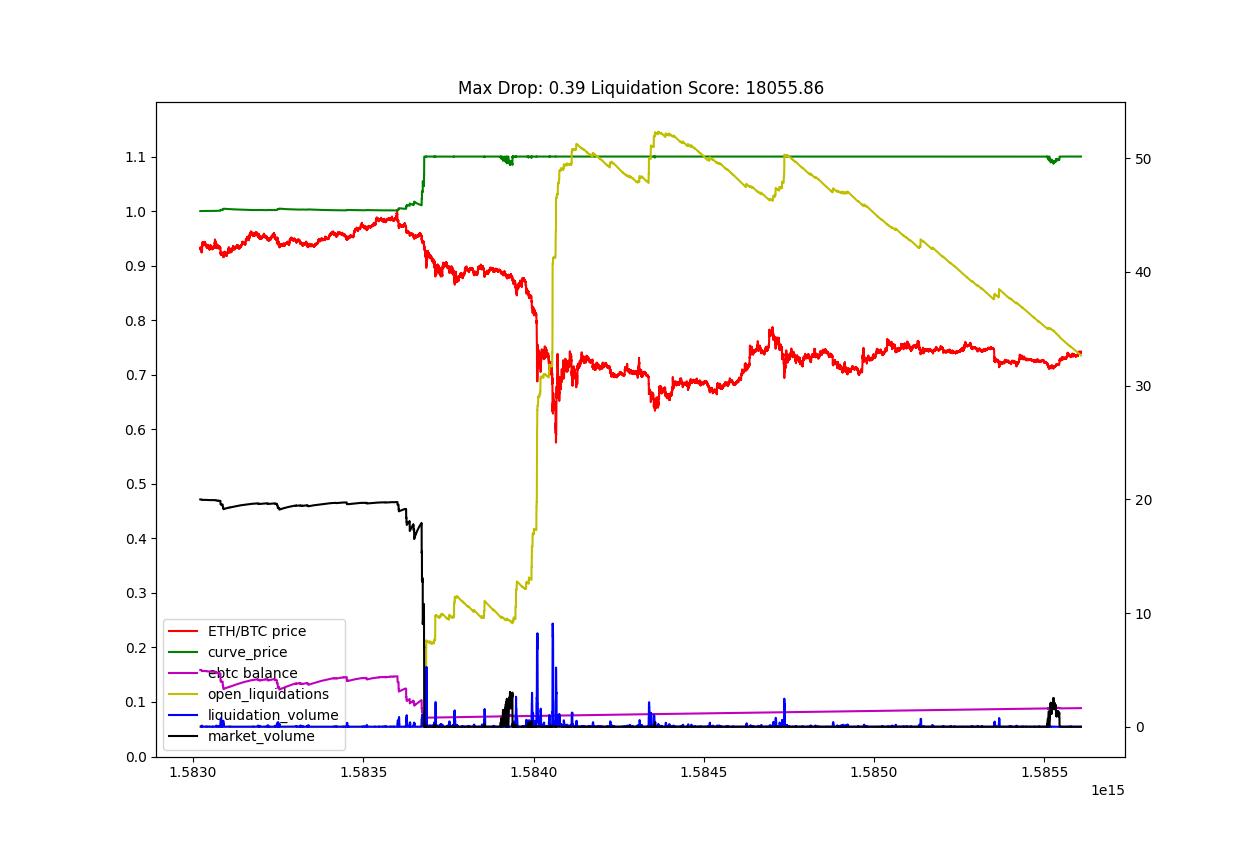 Max Drop: 0.39 Liquidation Score: 18055.86
1.1
1.0
0.9
0.8
0.7
0.6
0.5
0.4
0.3
0.2
0.1
0.0
50
40
30
20
10
0
ETH/BTC price
curve_price
ebtc balance
open_liquidations
liquidation_volume
market_volume
1.5830 1.5835 1.5840 1.5845 1.5850 1.5855
1e15